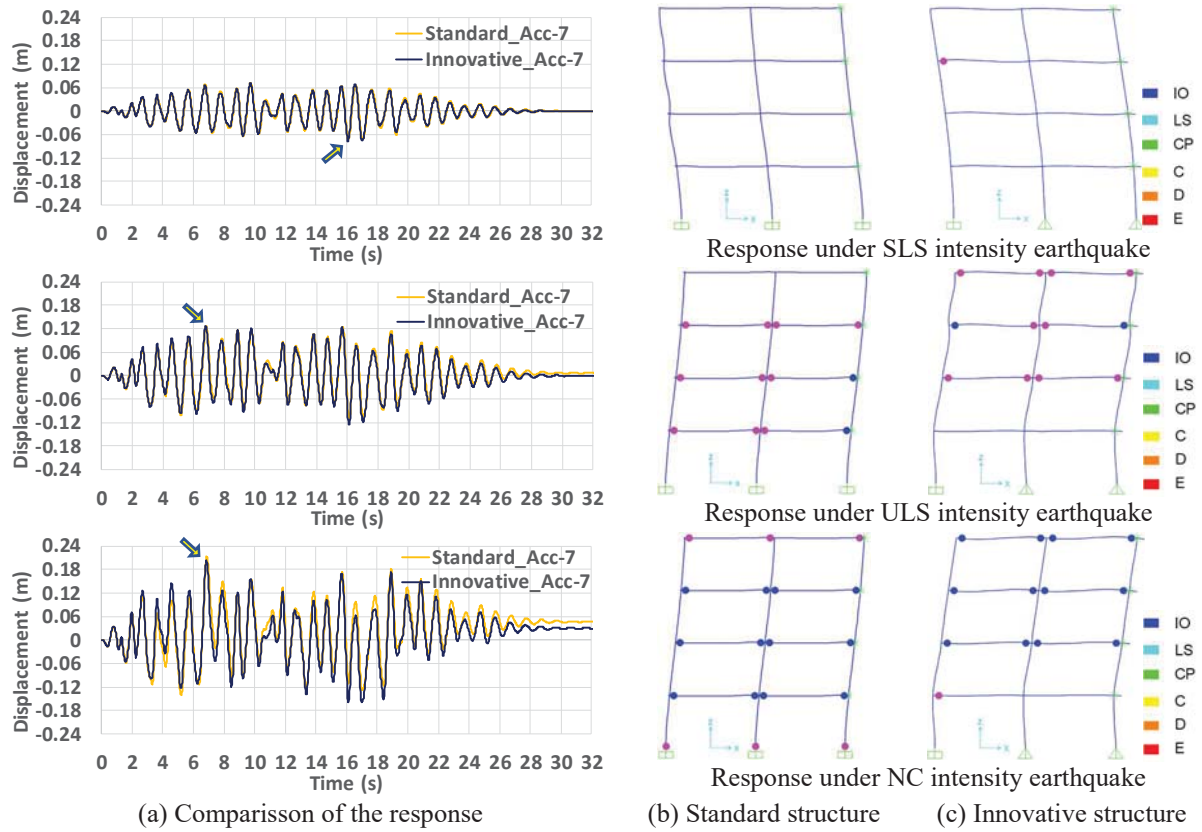 0.24
0.18
0.12
0.06
0
-0.06
-0.12
-0.18
-0.24
Displacement (m)
Standard_Acc-7
Innovative_Acc-7
0 2 4 6 8 10 12 14 16 18 20 22 24 26 28 30 32
Time (s)
IO
LS
CP
C
D
E
Response under SLS intensity earthquake
0.24
0.18
0.12
0.06
0
-0.06
-0.12
-0.18
-0.24
Displacement (m)
Standard_Acc-7
Innovative_Acc-7
0 2 4 6 8 10 12 14 16 18 20 22 24 26 28 30 32
Time (s)
IO
LS
CP
C
D
E
Response under ULS intensity earthquake
0.24
0.18
0.12
0.06
0
-0.06
-0.12
-0.18
-0.24
Displacement (m)
Standard_Acc-7
Innovative_Acc-7
0 2 4 6 8 10 12 14 16 18 20 22 24 26 28 30 32
Time (s)
IO
LS
CP
C
D
E
Response under NC intensity earthquake
(a) Comparisson of the response
(b) Standard structure
(c) Innovative structure